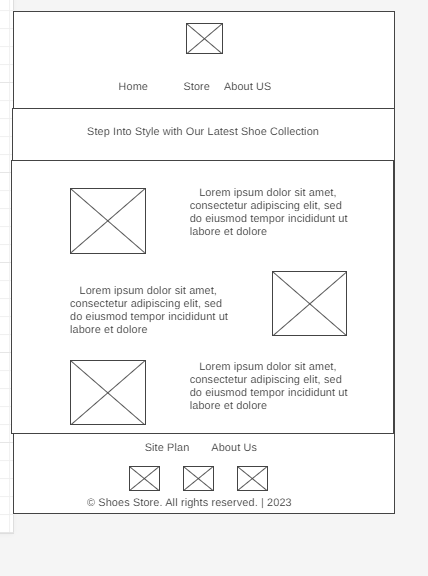 Home Store About US
Step Into Style with Our Latest Shoe Collection
Lorem ipsum dolor sit amet,
consectetur adipiscing elit, sed
do eiusmod tempor incididunt ut
labore et dolore
Lorem ipsum dolor sit amet,
consectetur adipiscing elit, sed
do eiusmod tempor incididunt ut
labore et dolore
Lorem ipsum dolor sit amet,
consectetur adipiscing elit, sed
do eiusmod tempor incididunt ut
labore et dolore
Site Plan About Us
© Shoes Store. All rights reserved. | 2023